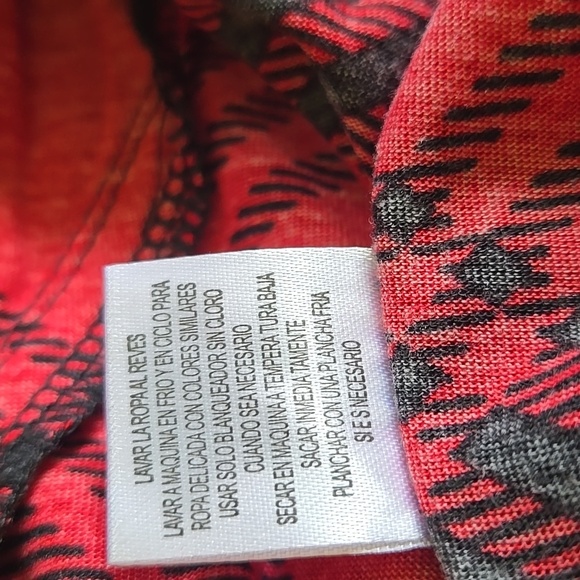 LAVAR LA ROPA AL REVES
LAVAR A MAQUINA EN FRIO Y EN CICLO PARA
ROPA DELICADA CON COLORES SIMILARES
USAR SOLO BLANQUEADOR SIN CLORO
CUANDO SEA NECESARIO
SECAR EN MAQUINA A TEMPERATURA BAJA
SACAR INMEDIATAMENTE
PLANCHAR CON UNA PLANCHA FRIA
SI ES NECESARIO